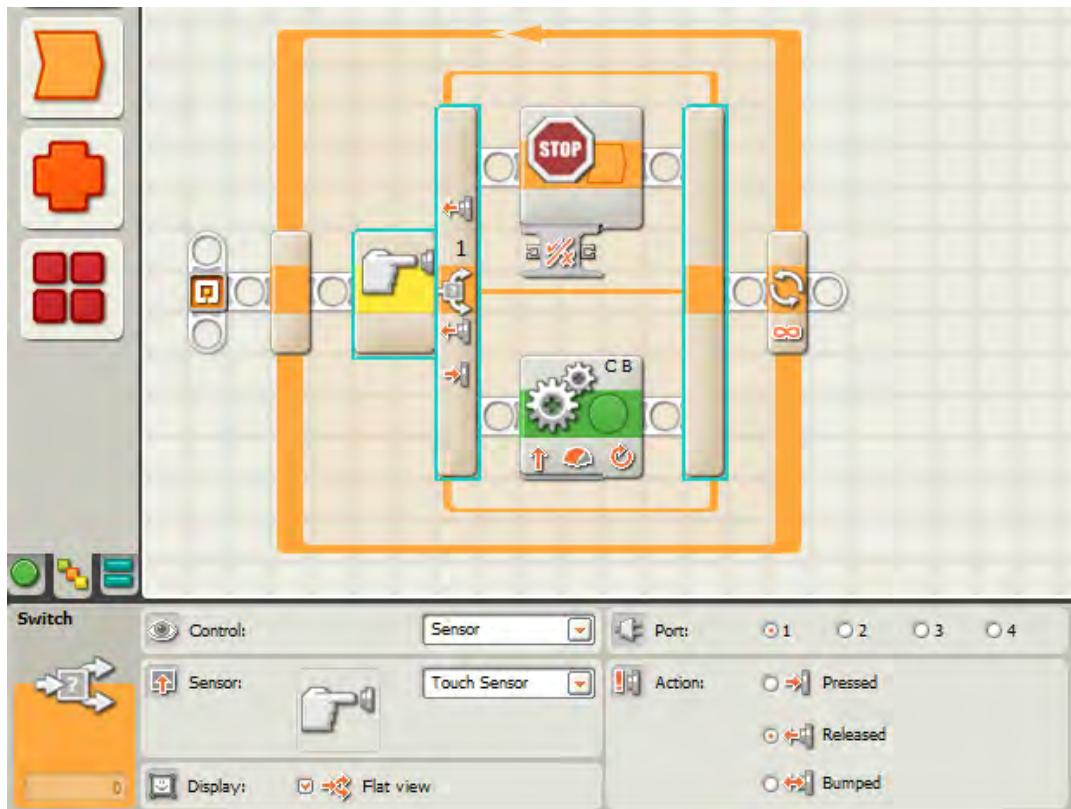 STOP
1
C B
Switch
Control:
Sensor
Port:
1
2
3
4
Sensor:
Touch Sensor
Action:
Pressed
Released
Bumped
0
Display:
Flat view